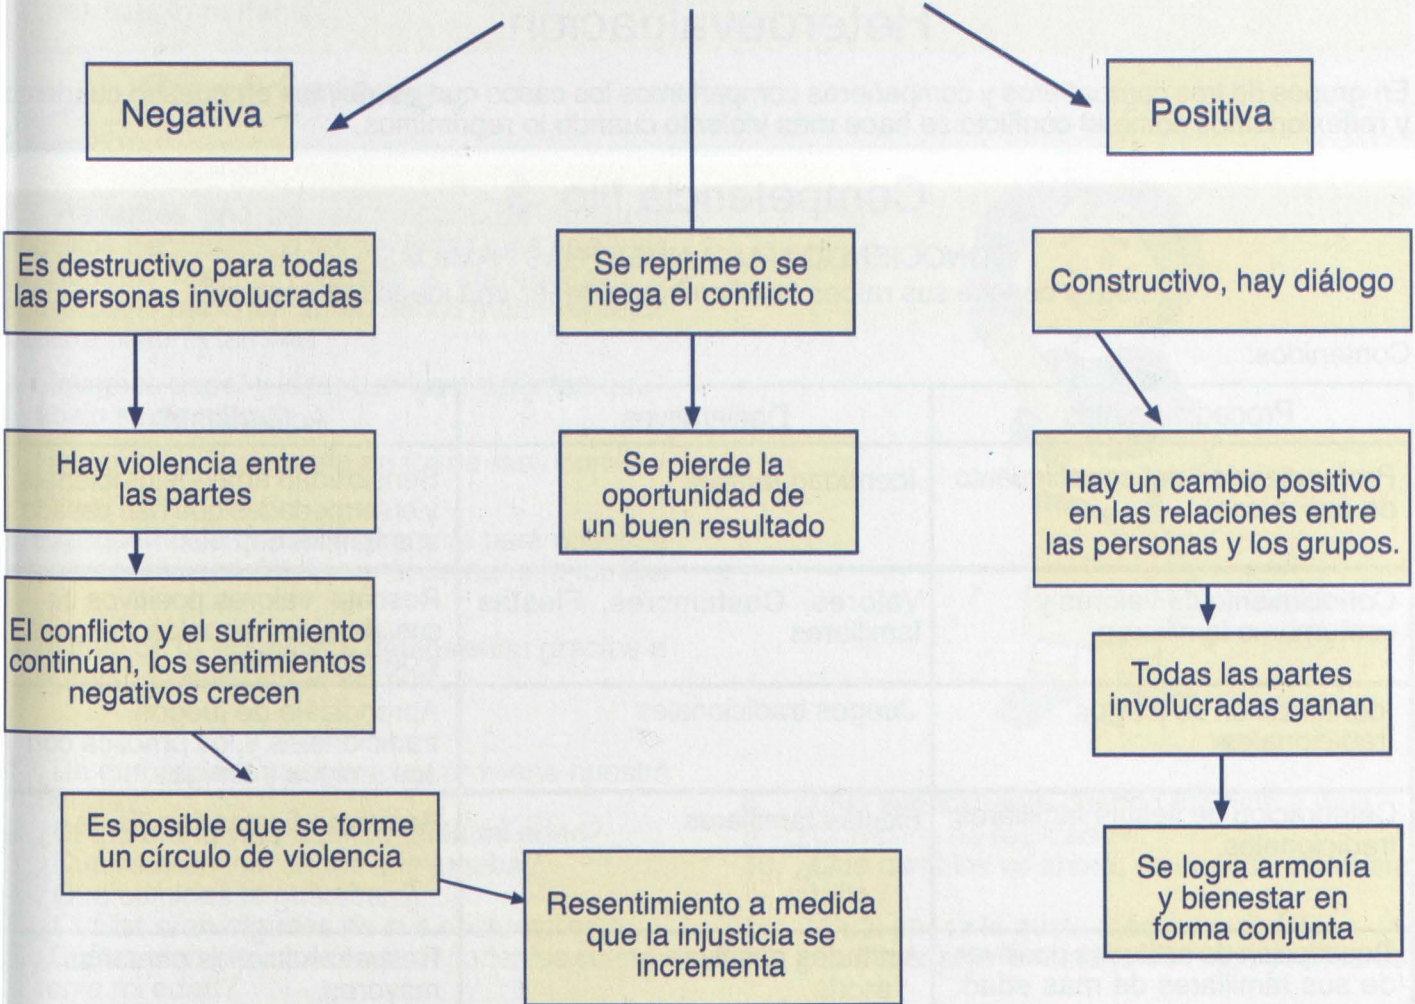 Negativa
Positiva
Es destructivo para todas
las personas involucradas
Se reprime o se
niega el conflicto
Constructivo, hay diálogo
Hay violencia entre
las partes
Se pierde la
oportunidad de
un buen resultado
Hay un cambio positivo
en las relaciones entre
las personas y los grupos.
El conflicto y el sufrimiento
continúan, los sentimientos
negativos crecen
Todas las partes
involucradas ganan
Es posible que se forme
un círculo de violencia
Resentimiento a medida
que la injusticia se
incrementa
Se logra armonía
y bienestar en
forma conjunta